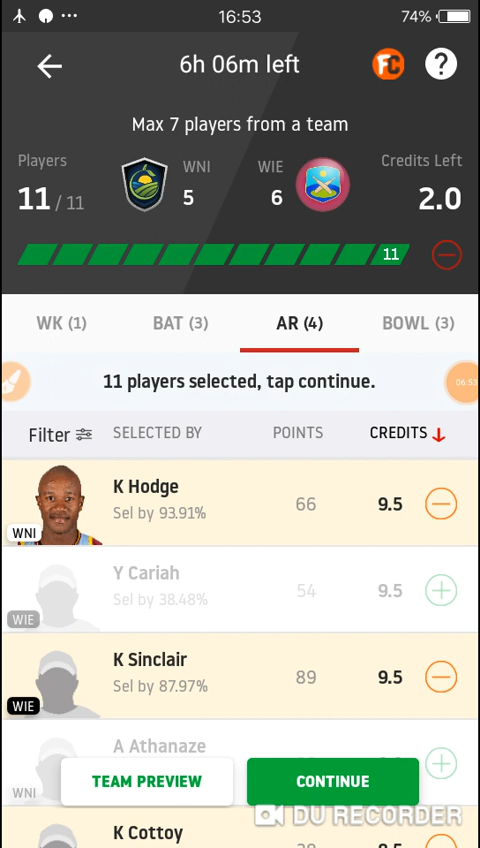 16:53
74%
6h 06m left
FC
?
Max 7 players from a team
Players
WNI
WIE
Credits Left
11 / 11
5
6
2.0
11
WK (1)
BAT (3)
AR (4)
BOWL (3)
11 players selected, tap continue.
06:53
Filter
SELECTED BY
POINTS
CREDITS
K Hodge
Sel by 93.91%
66
9.5
WNI
Y Cariah
Sel by 38.48%
54
9.5
WIE
K Sinclair
Sel by 87.97%
89
9.5
WIE
A Athanaze
WNI
TEAM PREVIEW
CONTINUE
DU RECORDER
K Cottoy